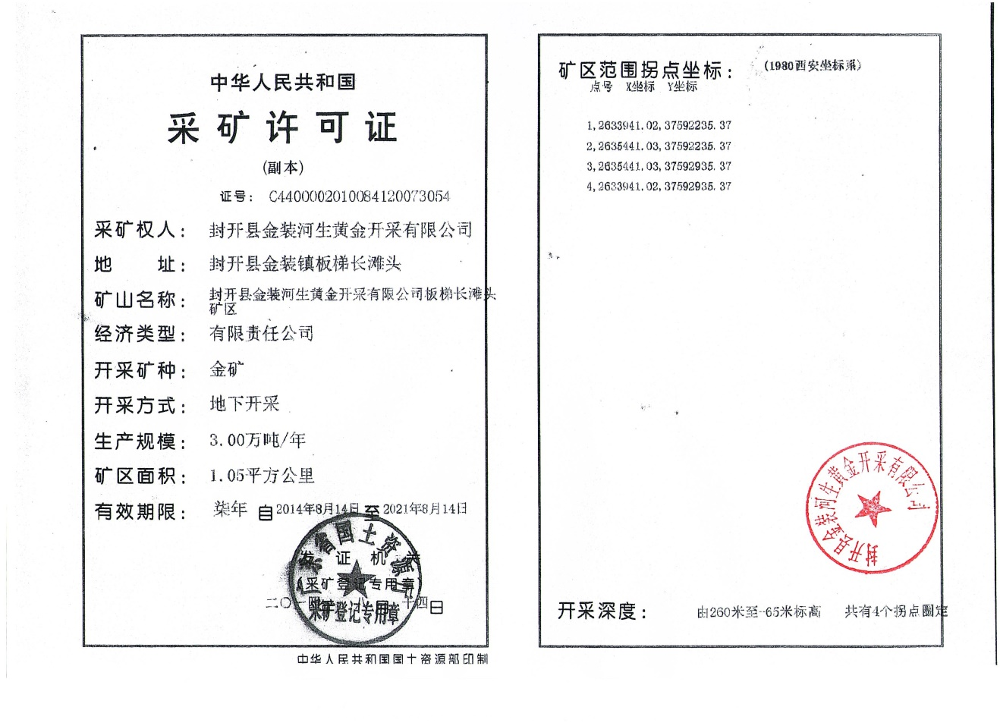 中华人民共和国
采矿许可证
(副本)
证号： C4400002010084120073054
采矿权人： 封开县金装河生黄金开采有限公司
地 址： 封开县金装镇板梯长滩头
矿山名称： 封开县金装河生黄金开采有限公司板梯长滩头
矿区
经济类型： 有限责任公司
开采矿种： 金矿
开采方式： 地下开采
生产规模： 3.00万吨/年
矿区面积： 1.05平方公里
有效期限： 柒年 自 2014年8月14日 至 2021年8月14日
广东省国土资源厅
发证机关
(采矿登记专用章)
二〇一四年 八月 十四日
采矿登记专用章
中华人民共和国国土资源部印制
矿区范围拐点坐标： (1980西安坐标系)
点号 X坐标 Y坐标
1,2633941.02,37592235.37
2,2635441.03,37592235.37
3,2635441.03,37592935.37
4,2633941.02,37592935.37
封开县金装河生黄金开采有限公司
开采深度： 由260米至-65米标高 共有4个拐点圈定